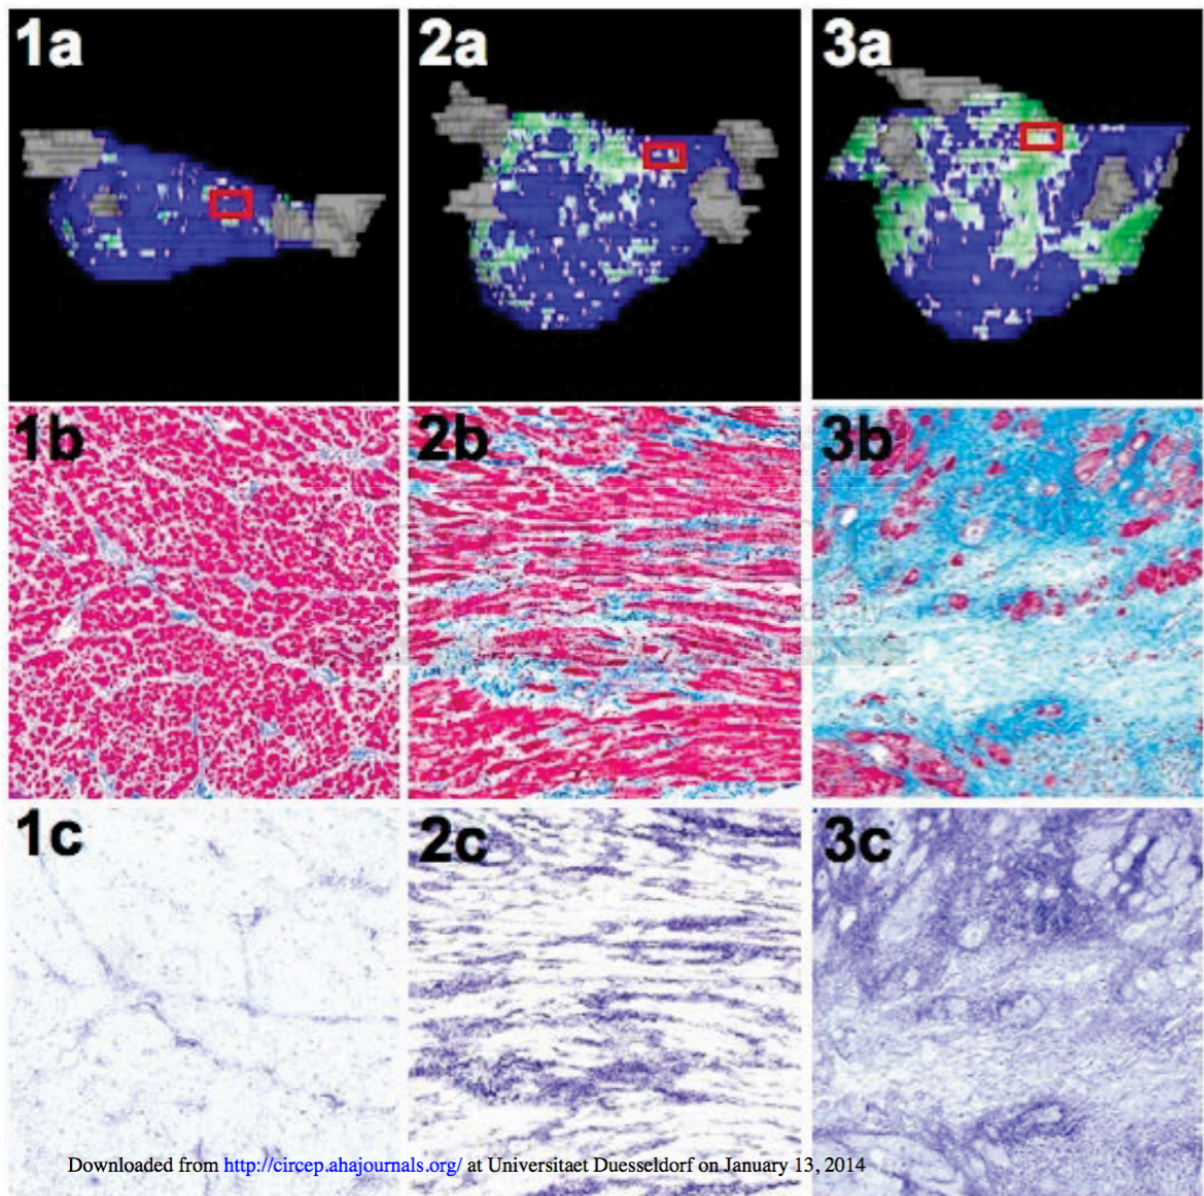 1a 2a 3a
1b 2b 3b
1c 2c 3c
Downloaded from http://circep.ahajournals.org/ at Universitaet Duesseldorf on January 13, 2014